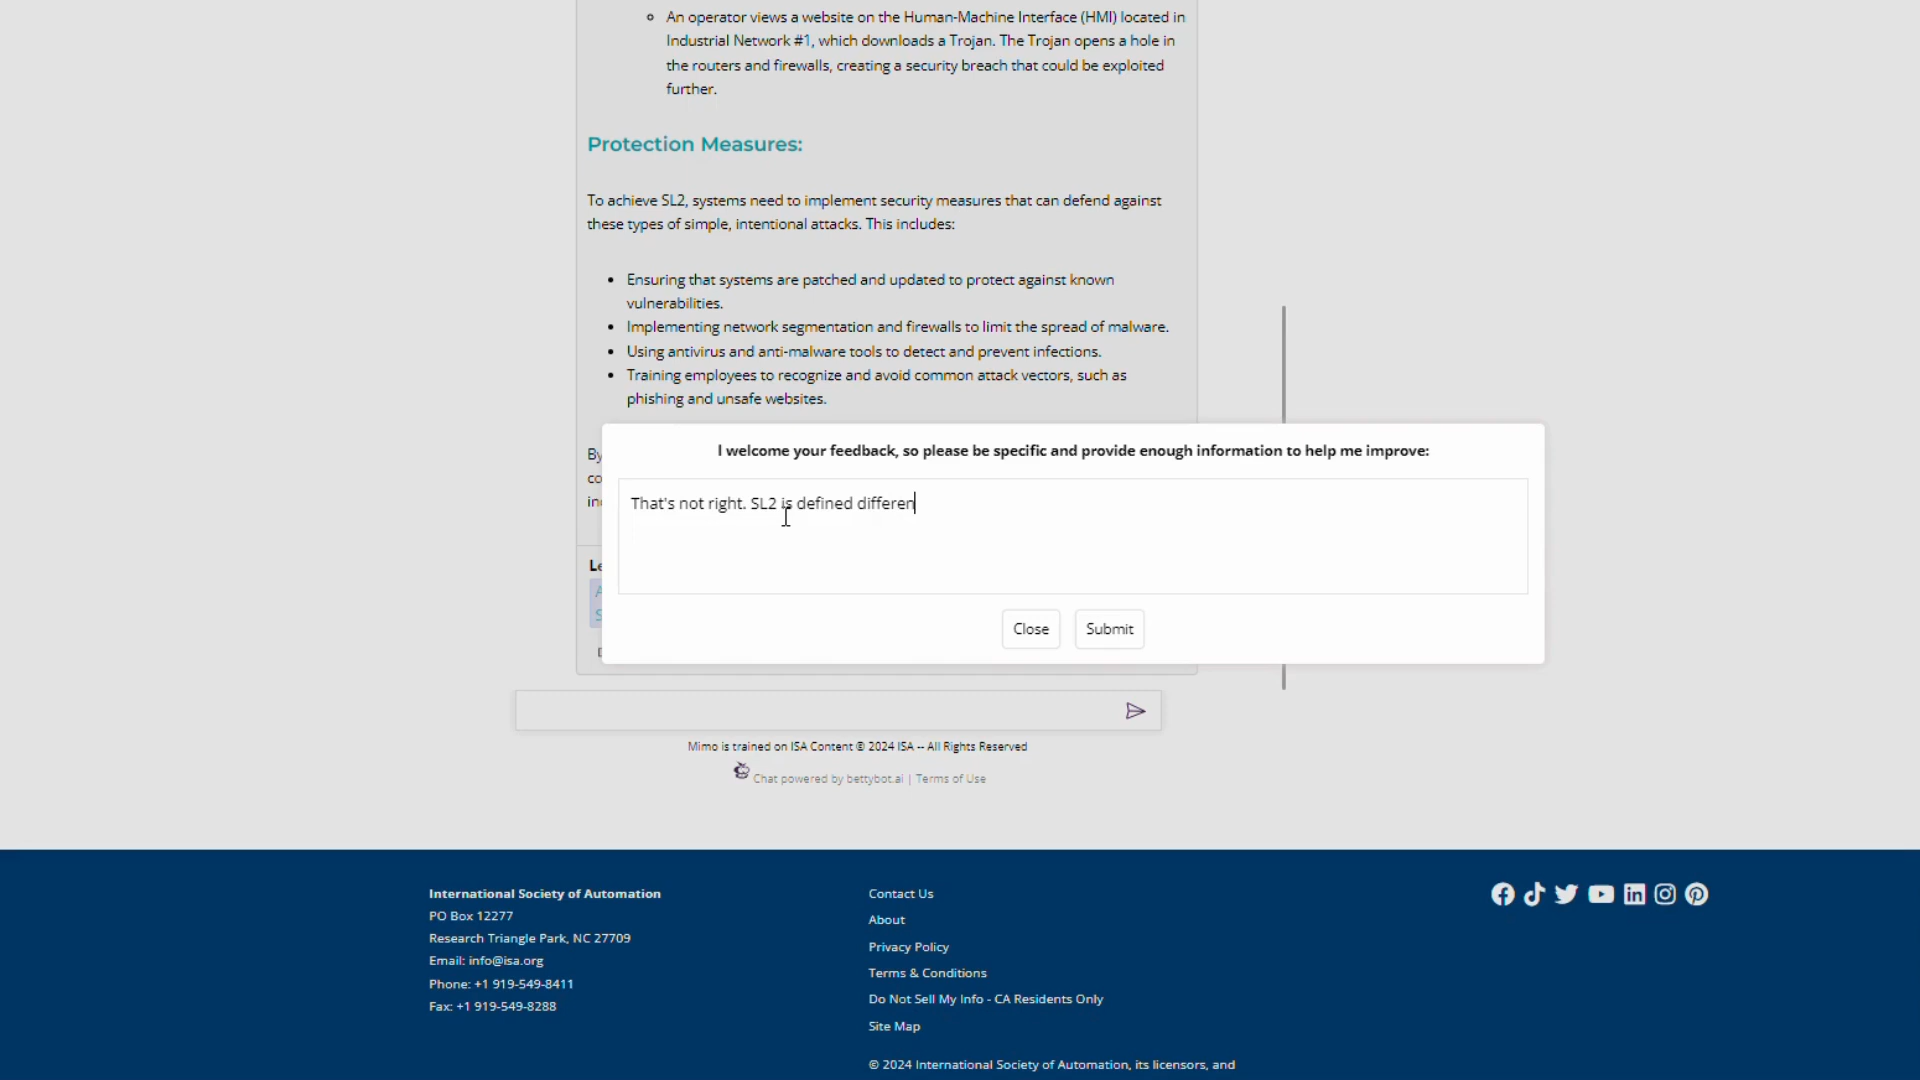 An operator views a website on the Human-Machine Interface (HMI) located in
Industrial Network #1, which downloads a Trojan. The Trojan opens a hole in
the routers and firewalls, creating a security breach that could be exploited
further.
Protection Measures:
To achieve SL2, systems need to implement security measures that can defend against
these types of simple, intentional attacks. This includes:
Ensuring that systems are patched and updated to protect against known
vulnerabilities.
Implementing network segmentation and firewalls to limit the spread of malware.
Using antivirus and anti-malware tools to detect and prevent infections.
Training employees to recognize and avoid common attack vectors, such as
phishing and unsafe websites.
By
I welcome your feedback, so please be specific and provide enough information to help me improve:
That's not right. SL2 is defined differen
Close
Submit
Mimo is trained on ISA Content © 2024 ISA -- All Rights Reserved
Chat powered by bettybot.ai | Terms of Use
International Society of Automation
PO Box 12277
Research Triangle Park, NC 27709
Email: info@isa.org
Phone: +1 919-549-8411
Fax: +1 919-549-8288
Contact Us
About
Privacy Policy
Terms & Conditions
Do Not Sell My Info - CA Residents Only
Site Map
© 2024 International Society of Automation, its licensors, and